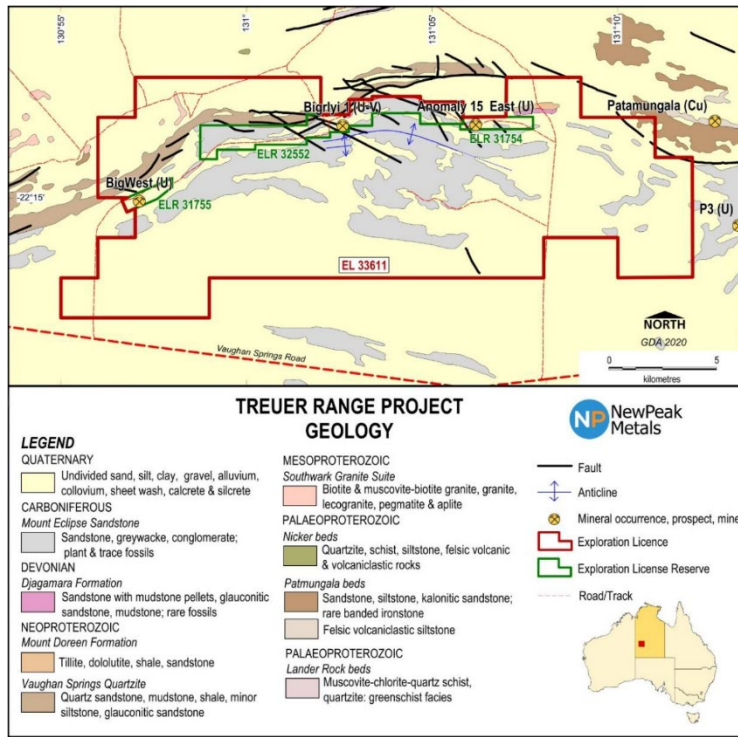 130°55'
131°
131°05'
131°10'
Bigrlyi 1 (U-V)
Anomaly 15 East (U)
Patamungala (Cu)
ELR 32552
ELR 31754
BigWest (U)
-22°15'
ELR 31755
P3 (U)
EL 33611
Vaughan Springs Road
NORTH
GDA 2020
0 5
kilometres
TREUER RANGE PROJECT
GEOLOGY
NP NewPeak
Metals
LEGEND
QUATERNARY
Undivided sand, silt, clay, gravel, alluvium,
collovium, sheet wash, calcrete & silcrete
CARBONIFEROUS
Mount Eclipse Sandstone
Sandstone, greywacke, conglomerate;
plant & trace fossils
DEVONIAN
Djagamara Formation
Sandstone with mudstone pellets, glauconitic
sandstone, mudstone; rare fossils
NEOPROTEROZOIC
Mount Doreen Formation
Tillite, dololutite, shale, sandstone
Vaughan Springs Quartzite
Quartz sandstone, mudstone, shale, minor
siltstone, glauconitic sandstone
MESOPROTEROZOIC
Southwark Granite Suite
Biotite & muscovite-biotite granite, granite,
lecogranite, pegmatite & aplite
PALAEOPROTEROZOIC
Nicker beds
Quartzite, schist, siltstone, felsic volcanic
& volcaniclastic rocks
Patmungala beds
Sandstone, siltstone, kalonitic sandstone;
rare banded ironstone
Felsic volcaniclastic siltstone
PALAEOPROTEROZOIC
Lander Rock beds
Muscovite-chlorite-quartz schist,
quartzite: greenschist facies
Fault
Anticline
Mineral occurrence, prospect, mine
Exploration Licence
Exploration License Reserve
Road/Track